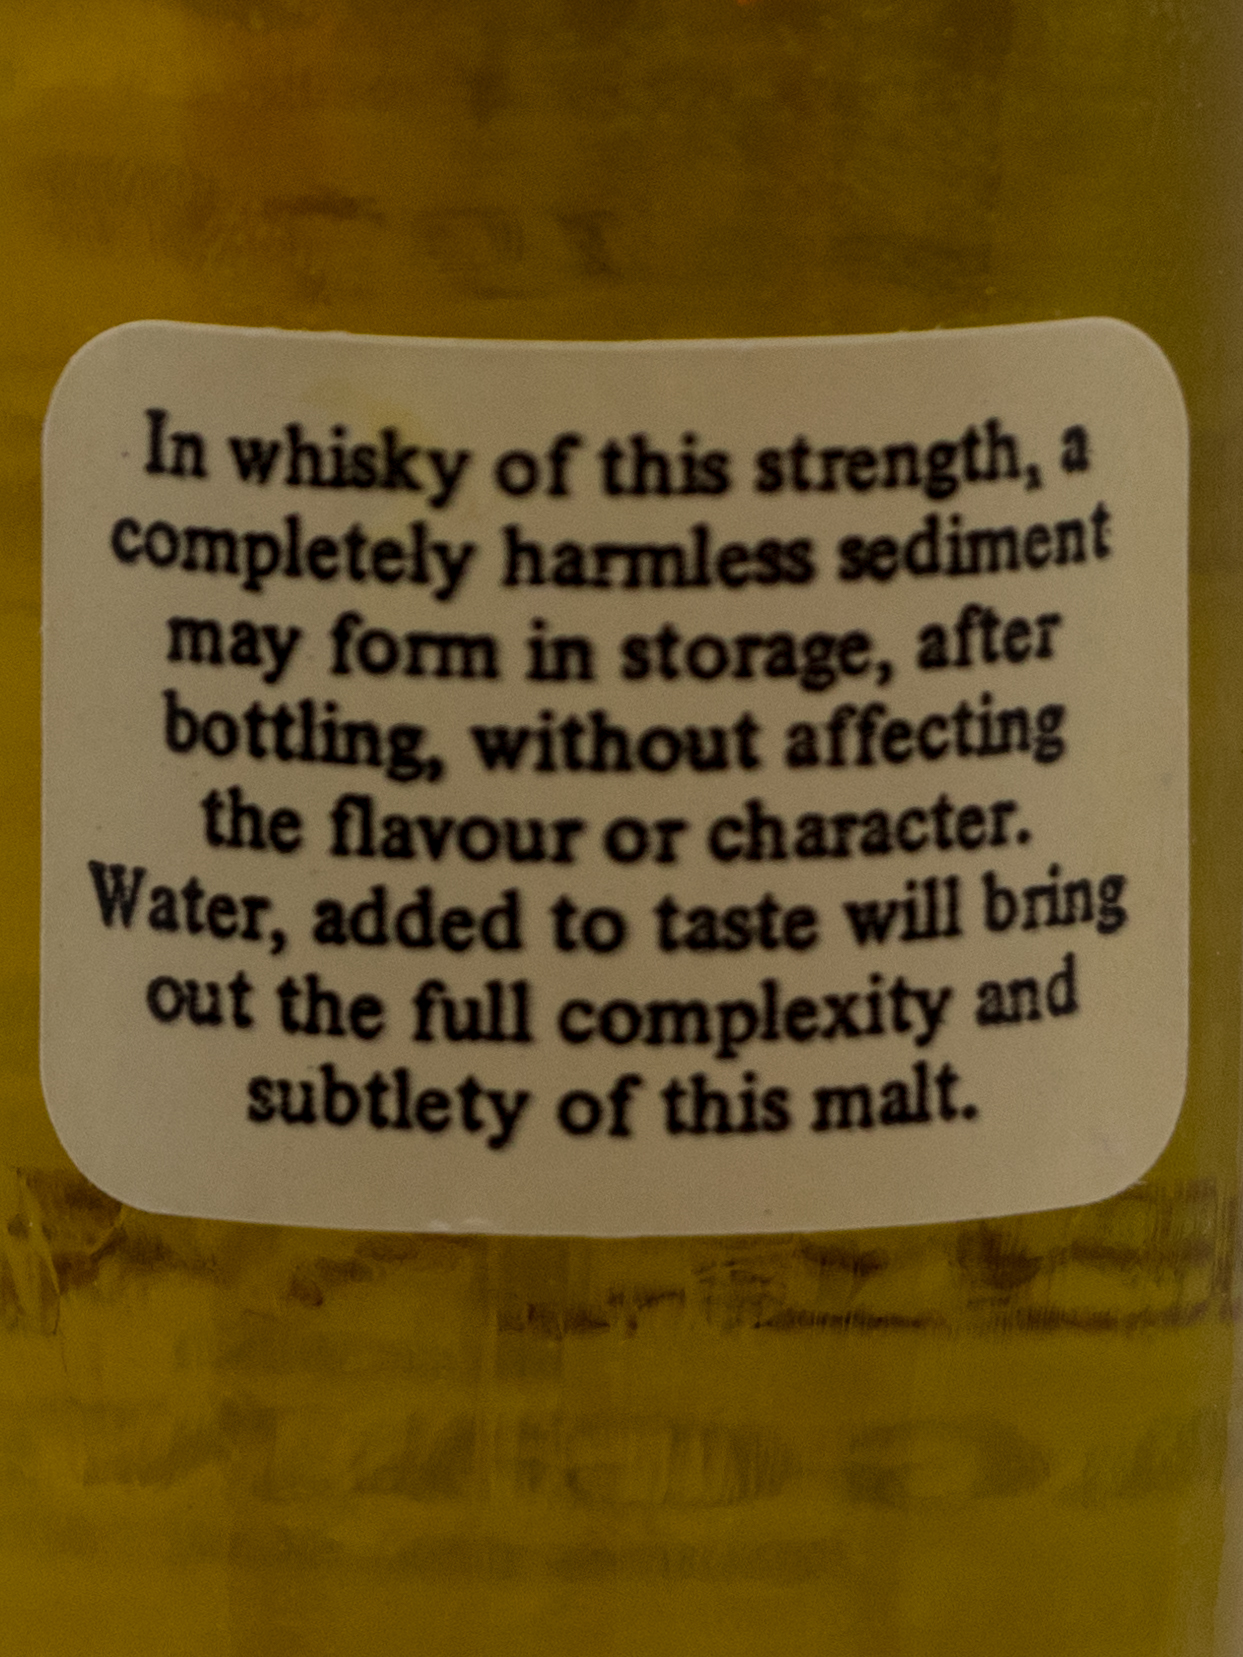 In whisky of this strength, a
completely harmless sediment
may form in storage, after
bottling, without affecting
the flavour or character.
Water, added to taste will bring
out the full complexity and
subtlety of this malt.